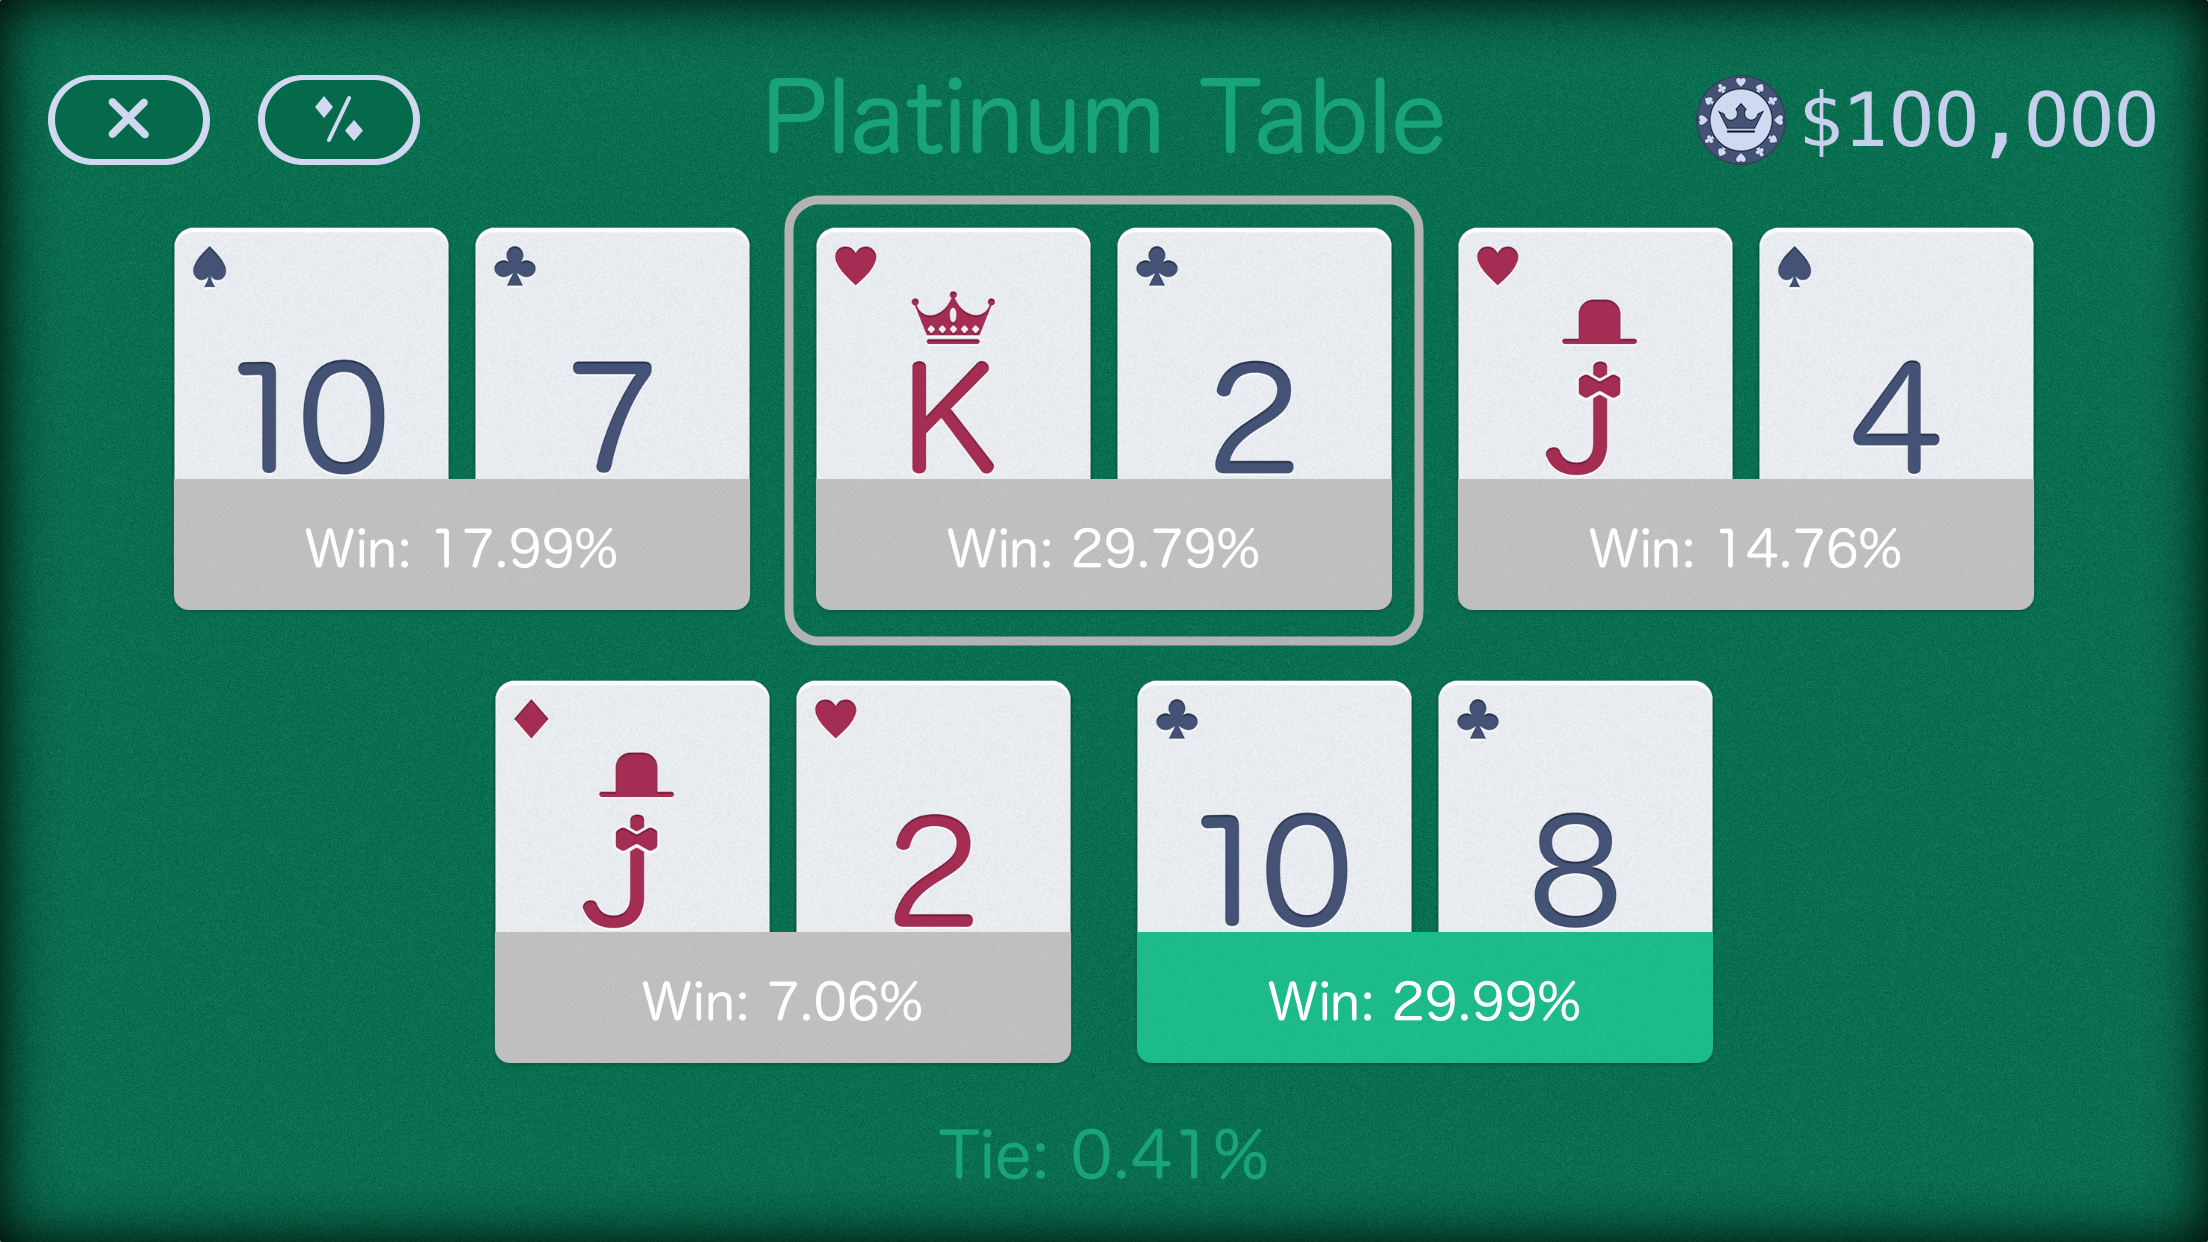 Platinum Table
$100,000
10 7 K 2 J 4
Win: 17.99% Win: 29.79% Win: 14.76%
J 2 10 8
Win: 7.06% Win: 29.99%
Tie: 0.41%